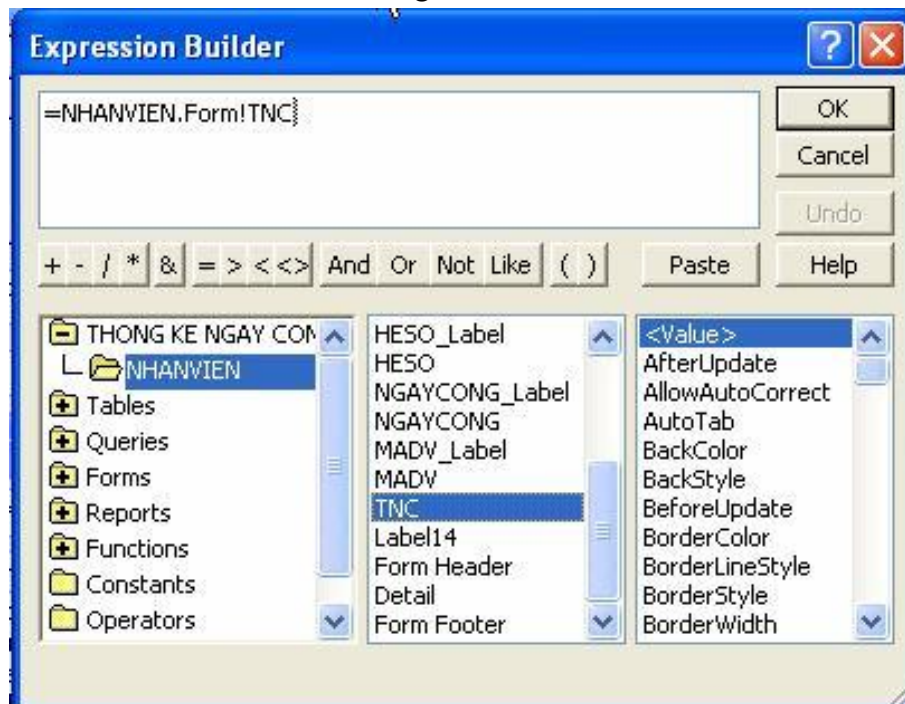 Expression Builder
=NHANVIEN.Form!TNC
OK
Cancel
Undo
+ - / * & = > < <> And Or Not Like ( ) Paste Help
THONG KE NGAY CON
NHANVIEN
Tables
Queries
Forms
Reports
Functions
Constants
Operators
HESO_Label
HESO
NGAYCONG_Label
NGAYCONG
MADV_Label
MADV
TNC
Label14
Form Header
Detail
Form Footer
<Value>
AfterUpdate
AllowAutoCorrect
AutoTab
BackColor
BackStyle
BeforeUpdate
BorderColor
BorderLineStyle
BorderStyle
BorderWidth